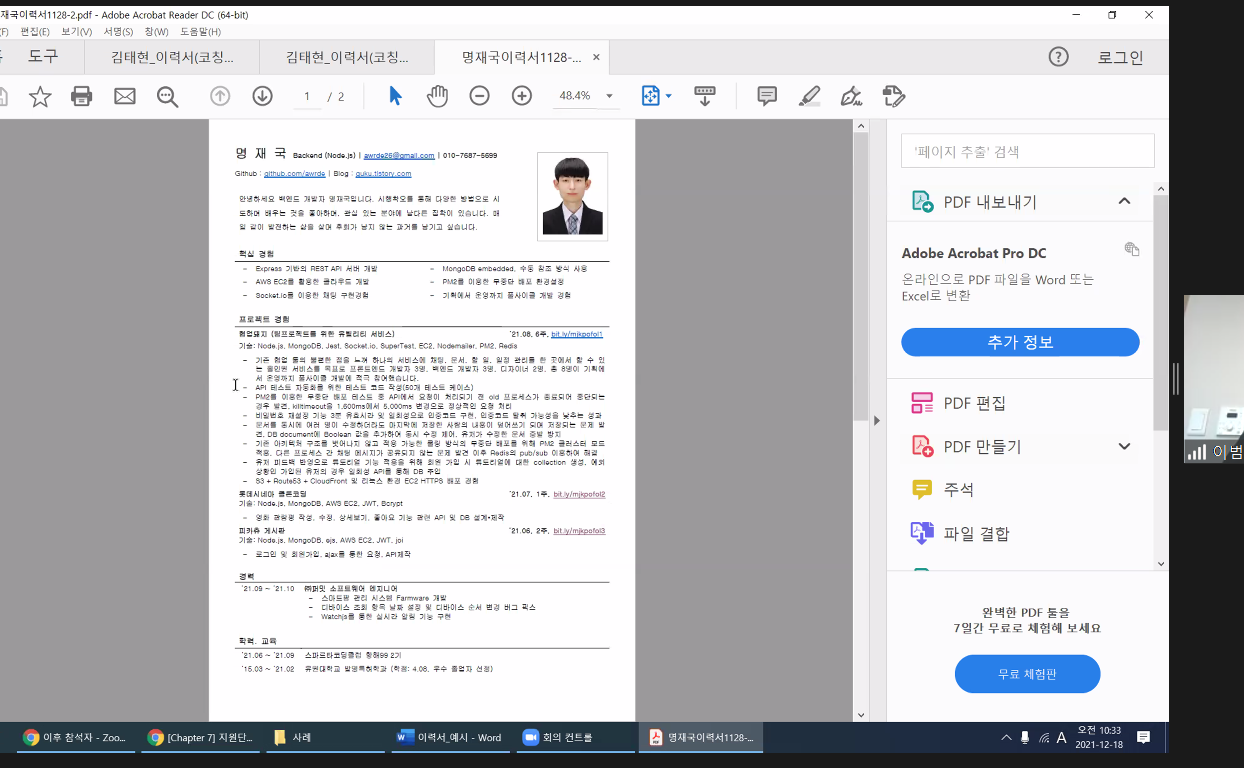 재국이력서1128-2.pdf - Adobe Acrobat Reader DC (64-bit)
(F) 편집(E) 보기(V) 서명(S) 창(W) 도움말(H)
도구 김태현_이력서(코칭... 김태현_이력서(코칭... 명재국이력서1128-... × 로그인
1 / 2 48.4%
명 재 국 Backend (Node.js) | awrde26@gmail.com | 010-7687-5699
Github : github.com/awrde | Blog : guku.tistory.com
안녕하세요 백엔드 개발자 명재국입니다. 시행착오를 통해 다양한 방법으로 시
도하며 배우는 것을 좋아하며, 관심 있는 분야에 남다른 집착이 있습니다. 매
일 같이 발전하는 삶을 살며 후회가 남지 않는 과거를 남기고 싶습니다.
핵심 경험
- Express 기반의 REST API 서버 개발
- AWS EC2를 활용한 클라우드 개발
- Socket.io를 이용한 채팅 구현경험
- MongoDB embedded, 수동 참조 방식 사용
- PM2를 이용한 무중단 배포 환경설정
- 기획에서 운영까지 풀사이클 개발 경험
프로젝트 경험
협업돼지 (팀프로젝트를 위한 유틸리티 서비스) '21.08, 6주, bit.ly/mjkpofol1
기술: Node.js, MongoDB, Jest, Socket.io, SuperTest, EC2, Nodemailer, PM2, Redis
- 기존 협업 툴의 불편한 점을 느껴 하나의 서비스에 채팅, 문서, 할 일, 일정 관리를 한 곳에서 할 수 있
는 올인원 서비스를 목표로 프론트엔드 개발자 3명, 백엔드 개발자 3명, 디자이너 2명, 총 8명이 기획에
서 운영까지 풀사이클 개발에 적극 참여했습니다.
- API 테스트 자동화를 위한 테스트 코드 작성(50개 테스트 케이스)
- PM2를 이용한 무중단 배포 테스트 중 API에서 요청이 처리되기 전 old 프로세스가 종료되어 중단되는
경우 발견, killtimeout을 1,600ms에서 5,000ms 변경으로 정상적인 요청 처리
- 비밀번호 재설정 기능 3분 유효시간 및 일회성으로 인증코드 구현, 인증코드 탈취 가능성을 낮추는 성과
- 문서를 동시에 여러 명이 수정하더라도 마지막에 저장한 사람의 내용이 덮어쓰기 되며 저장되는 문제 발
견, DB document에 Boolean 값을 추가하여 동시 수정 제어, 유저가 수정한 문서 증발 방지
- 기존 아키텍처 구조를 벗어나지 않고 적용 가능한 롤링 방식의 무중단 배포를 위해 PM2 클러스터 모드
적용, 다른 프로세스 간 채팅 메시지가 공유되지 않는 문제 발견 이후 Redis의 pub/sub 이용하여 해결
- 유저 피드백 반영으로 튜토리얼 기능 적용을 위해 회원 가입 시 튜토리얼에 대한 collection 생성, 예외
상황인 가입된 유저의 경우 일회성 API를 통해 DB 주입
- S3 + Route53 + CloudFront 및 리눅스 환경 EC2 HTTPS 배포 경험
롯데시네마 클론코딩 '21.07, 1주, bit.ly/mjkpofol2
기술: Node.js, MongoDB, AWS EC2, JWT, Bcrypt
- 영화 관람평 작성, 수정, 상세보기, 좋아요 기능 관련 API 및 DB 설계•제작
피카츄 게시판 '21.06, 2주, bit.ly/mjkpofol3
기술: Node.js, MongoDB, ejs, AWS EC2, JWT, joi
- 로그인 및 회원가입, ajax를 통한 요청, API제작
경력
'21.09 ~ '21.10 ㈜퍼밋 소프트웨어 엔지니어
- 스마트팜 관리 시스템 Farmware 개발
- 디바이스 조회 항목 날짜 설정 및 디바이스 순서 변경 버그 픽스
- Watchjs를 통한 실시간 알림 기능 구현
학력, 교육
'21.06 ~ '21.09 스파르타코딩클럽 항해99 2기
'15.03 ~ '21.02 유원대학교 발명특허학과 (학점: 4.08, 우수 졸업자 선정)
'페이지 추출' 검색
PDF 내보내기
Adobe Acrobat Pro DC
온라인으로 PDF 파일을 Word 또는
Excel로 변환
추가 정보
PDF 편집
PDF 만들기
주석
파일 결합
완벽한 PDF 툴을
7일간 무료로 체험해 보세요
무료 체험판
이범
이후 참석자 - Zoo... [Chapter 7] 지원단... 사례 이력서_예시 - Word 회의 컨트롤 명재국이력서1128-... A 오전 10:33
2021-12-18